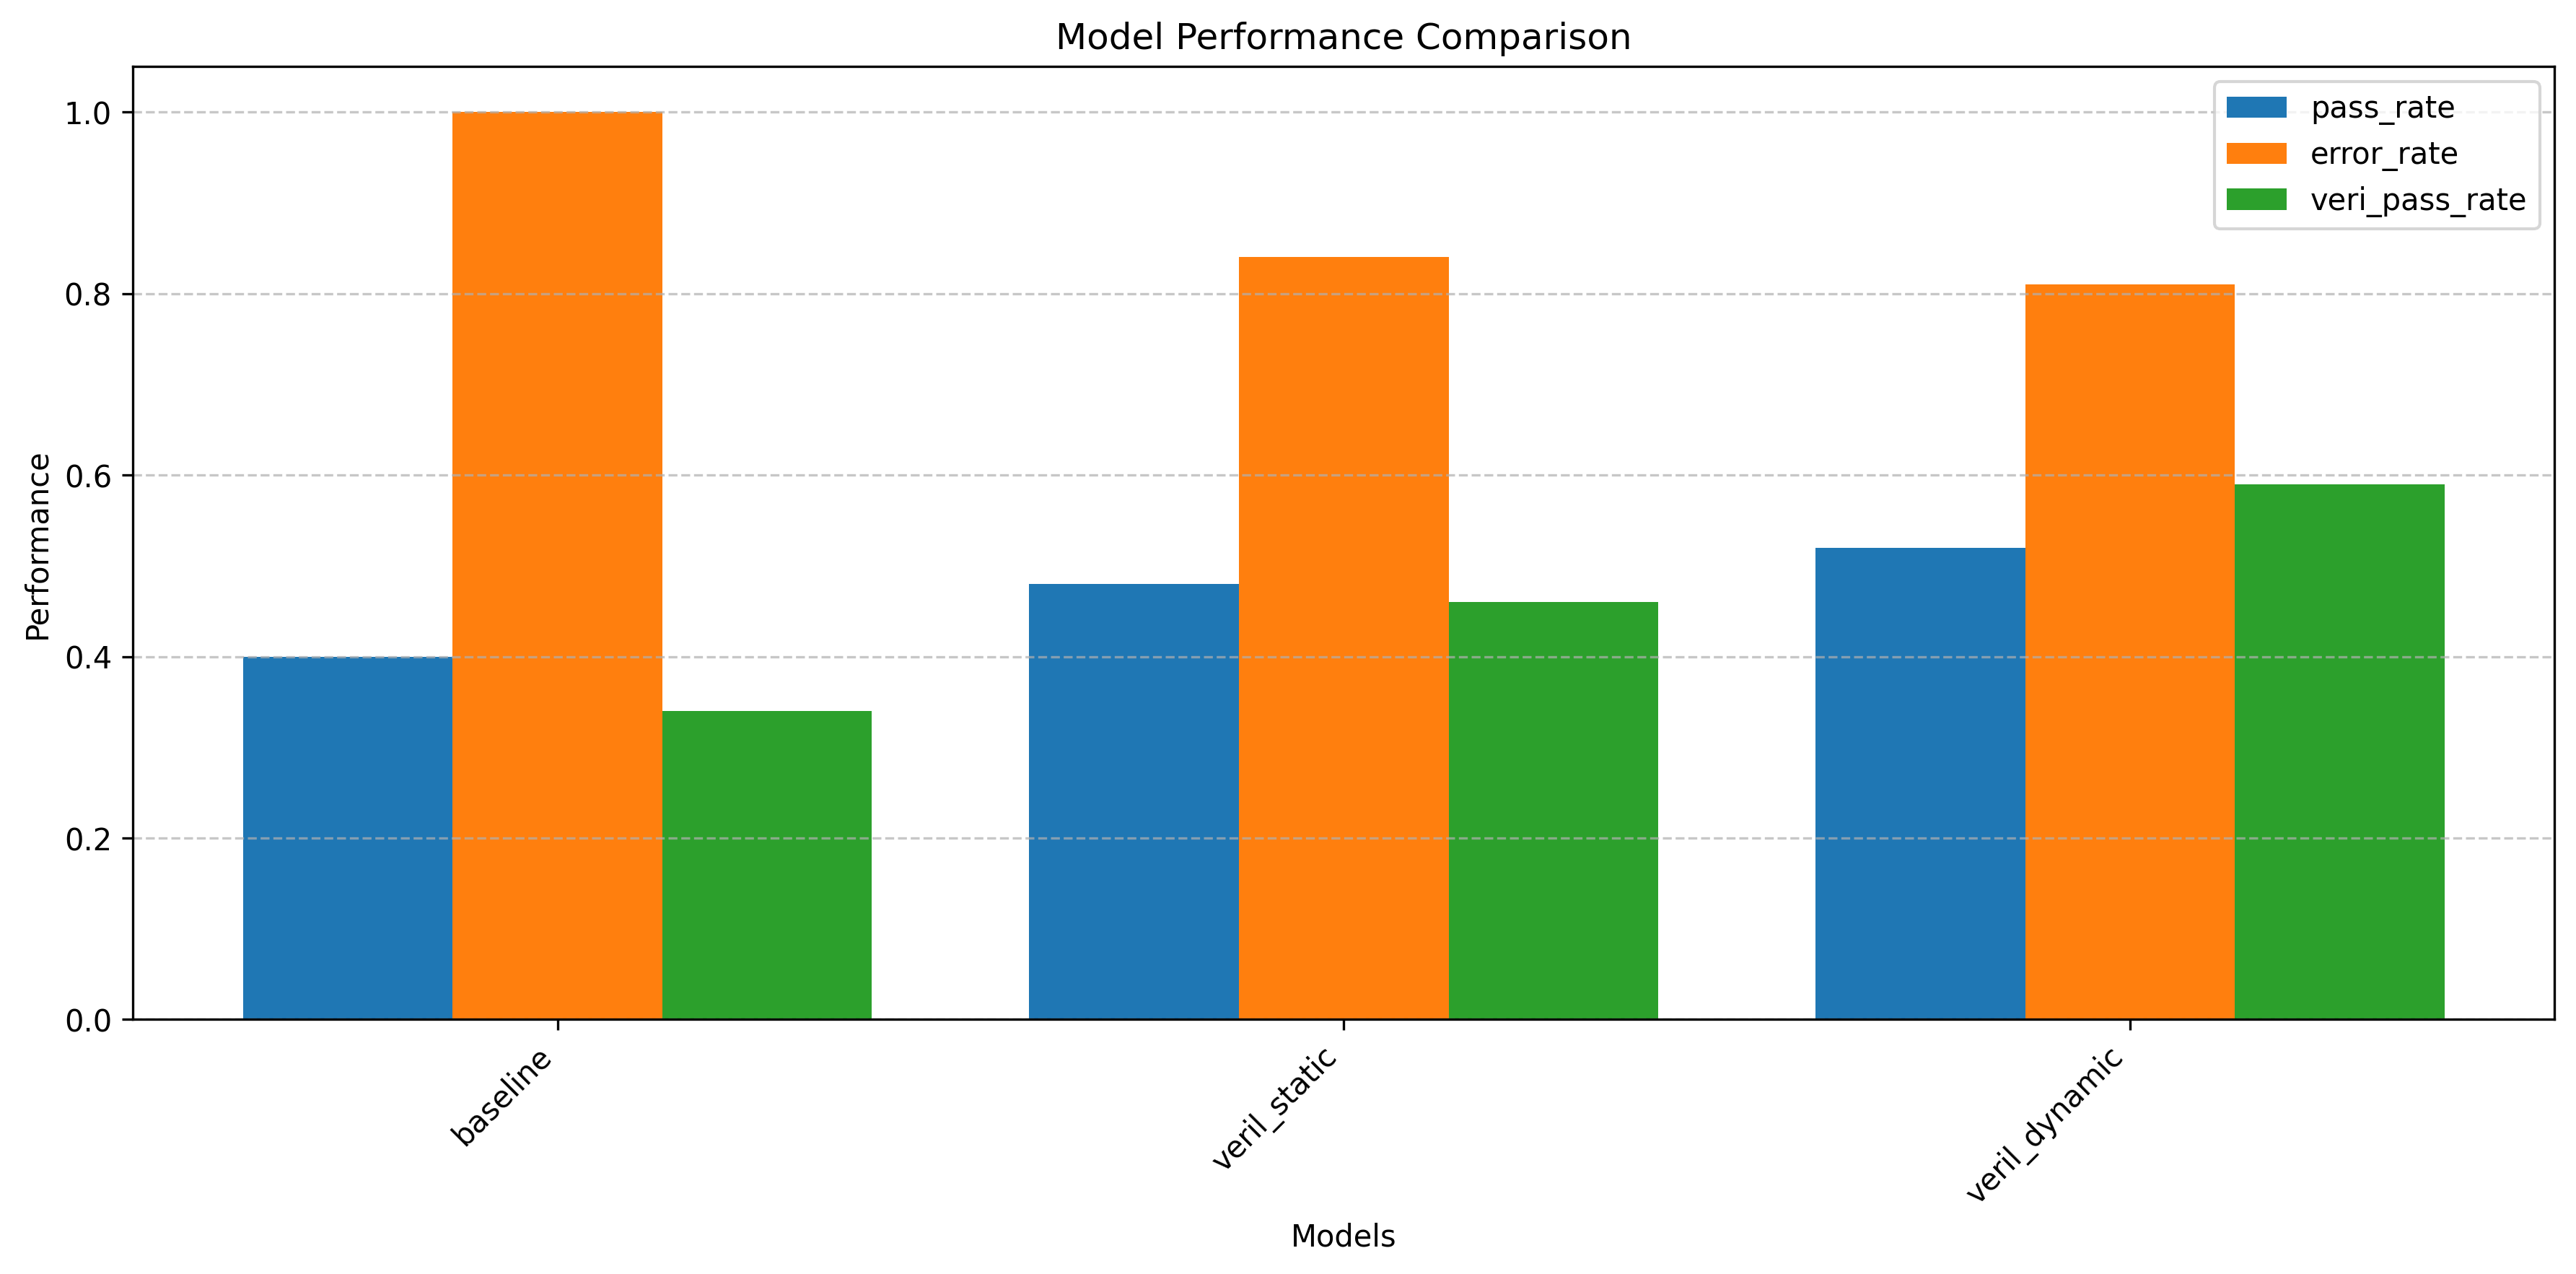 Model Performance Comparison
pass_rate
error_rate
veri_pass_rate
Performance
1.0
0.8
0.6
0.4
0.2
0.0
baseline
veril_static
veril_dynamic
Models